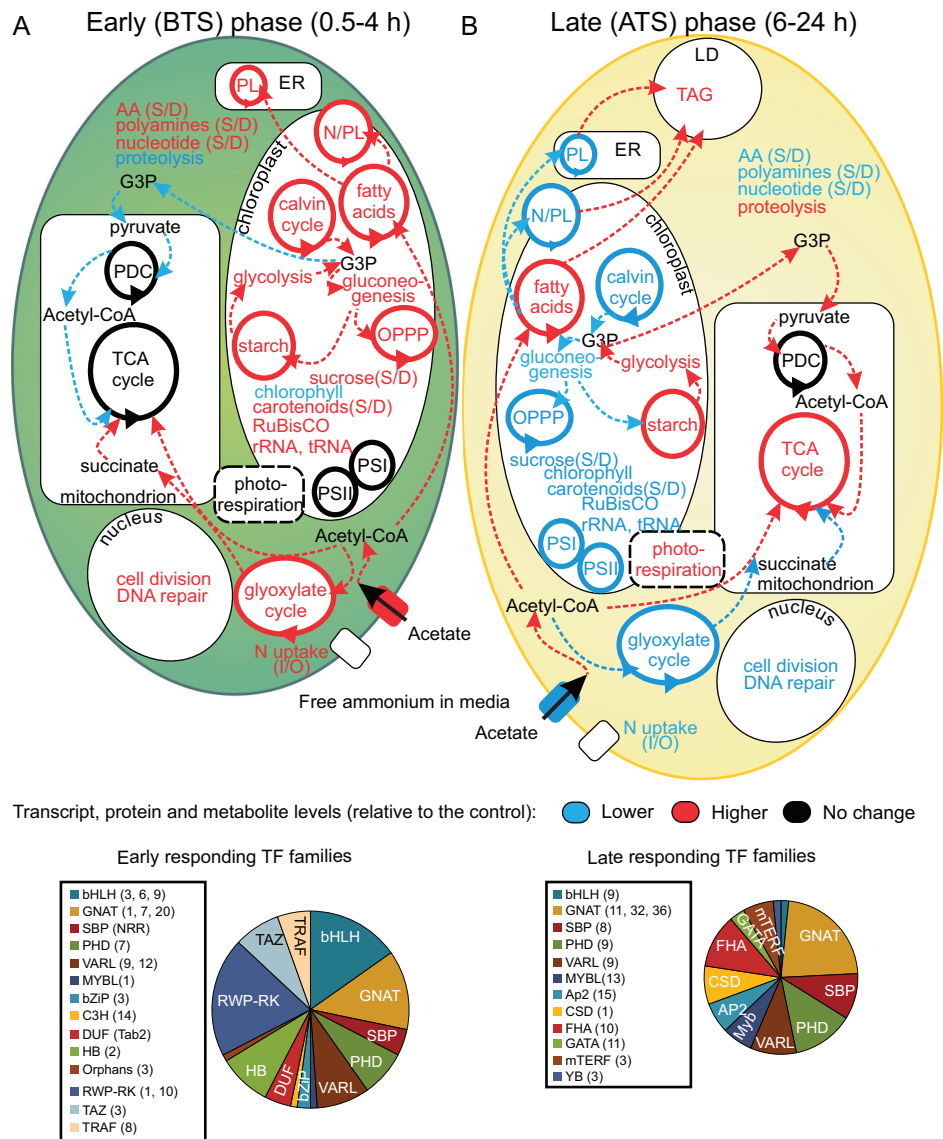 A Early (BTS) phase (0.5-4 h)
PL
ER
AA (S/D)
polyamines (S/D)
nucleotide (S/D)
proteolysis
G3P
chloroplast
N/PL
calvin
cycle
fatty
acids
pyruvate
PDC
Acetyl-CoA
TCA
cycle
G3P
glycolysis
gluconeo-
genesis
starch
OPPP
sucrose(S/D)
chlorophyll
carotenoids(S/D)
RuBisCO
rRNA, tRNA
PSI
PSII
succinate
mitochondrion
photo-
respiration
nucleus
cell division
DNA repair
Acetyl-CoA
glyoxylate
cycle
Acetate
N uptake
(I/O)
Free ammonium in media
B Late (ATS) phase (6-24 h)
LD
TAG
PL
ER
AA (S/D)
polyamines (S/D)
nucleotide (S/D)
proteolysis
N/PL
chloroplast
G3P
fatty
acids
calvin
cycle
G3P
gluconeo-
genesis
glycolysis
pyruvate
PDC
Acetyl-CoA
OPPP
starch
TCA
cycle
sucrose(S/D)
chlorophyll
carotenoids(S/D)
RuBisCO
rRNA, tRNA
PSI
PSII
photo-
respiration
succinate
mitochondrion
Acetyl-CoA
nucleus
glyoxylate
cycle
cell division
DNA repair
Acetate
N uptake
(I/O)
Transcript, protein and metabolite levels (relative to the control): Lower Higher No change
Early responding TF families
bHLH (3, 6, 9)
GNAT (1, 7, 20)
SBP (NRR)
PHD (7)
VARL (9, 12)
MYBL(1)
bZiP (3)
C3H (14)
DUF (Tab2)
HB (2)
Orphans (3)
RWP-RK (1, 10)
TAZ (3)
TRAF (8)
bHLH
GNAT
SBP
PHD
VARL
bZiP
DUF
HB
RWP-RK
TAZ
TRAF
Late responding TF families
bHLH (9)
GNAT (11, 32, 36)
SBP (8)
PHD (9)
VARL (9)
MYBL(13)
Ap2 (15)
CSD (1)
FHA (10)
GATA (11)
mTERF (3)
YB (3)
GNAT
SBP
PHD
VARL
Myb
AP2
CSD
FHA
GATA
mTERF